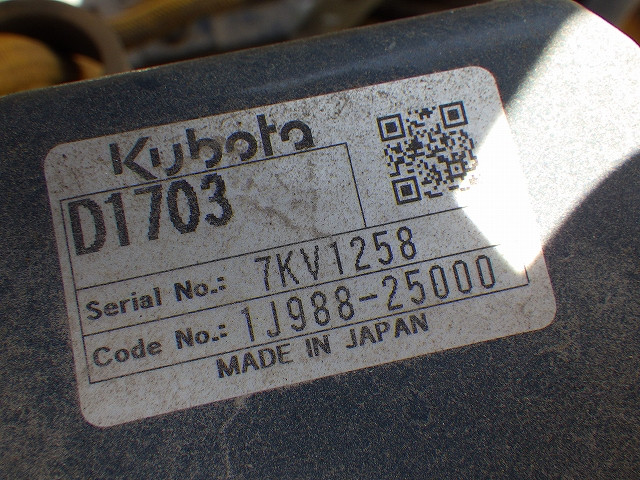 Kubota
D1703
Serial No.: 7KV1258
Code No.: 1J988-25000
MADE IN JAPAN